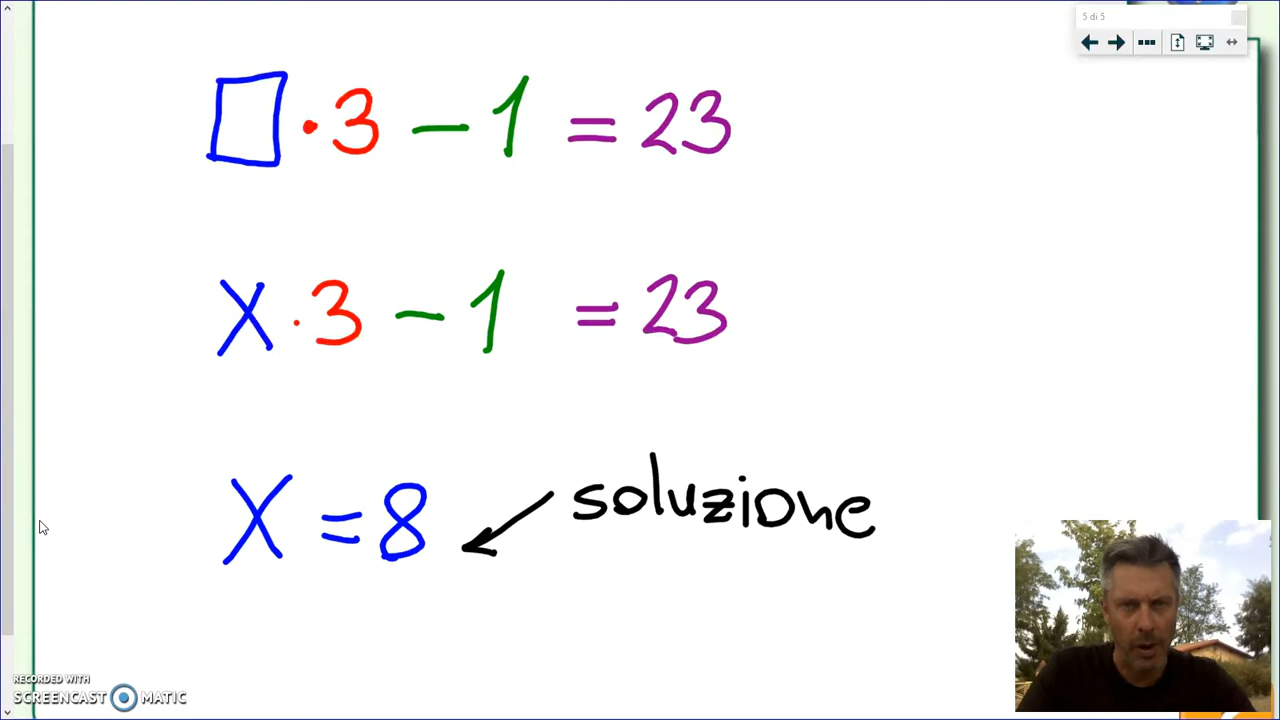 5 di 5
□ · 3 - 1 = 23
x · 3 - 1 = 23
X = 8 soluzione
RECORDED WITH
SCREENCAST MATIC